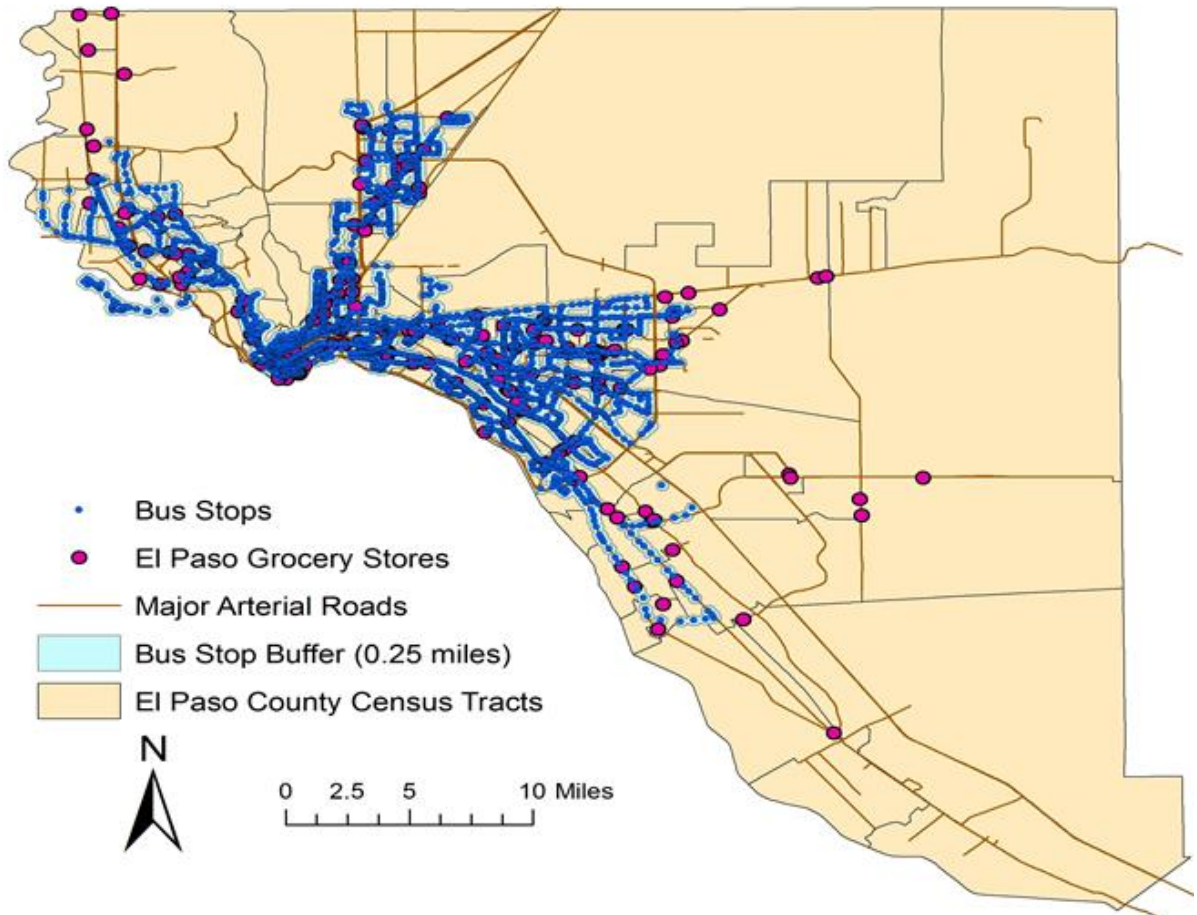 Bus Stops
El Paso Grocery Stores
Major Arterial Roads
Bus Stop Buffer (0.25 miles)
El Paso County Census Tracts
N
0 2.5 5 10 Miles